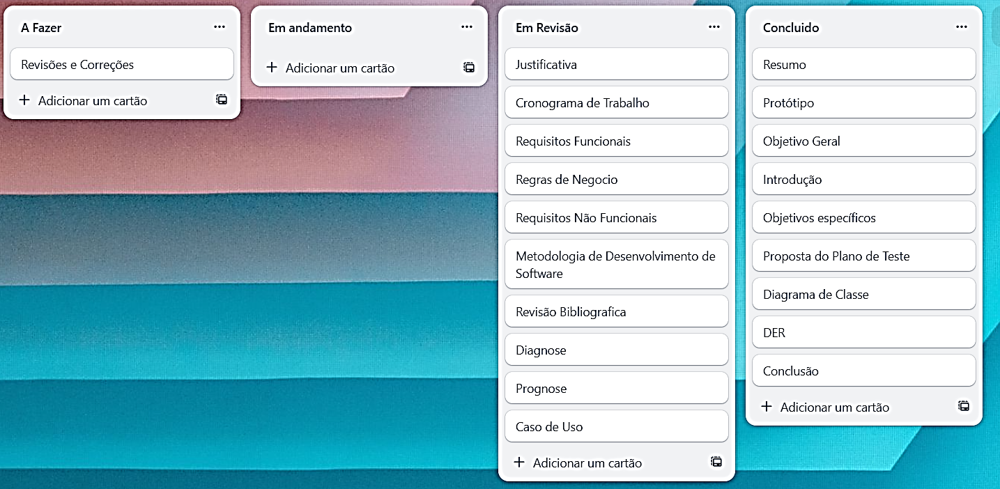 A Fazer
Revisões e Correções
Adicionar um cartão
Em andamento
Adicionar um cartão
Em Revisão
Justificativa
Cronograma de Trabalho
Requisitos Funcionais
Regras de Negocio
Requisitos Não Funcionais
Metodologia de Desenvolvimento de
Software
Revisão Bibliografica
Diagnose
Prognose
Caso de Uso
Adicionar um cartão
Concluido
Resumo
Protótipo
Objetivo Geral
Introdução
Objetivos específicos
Proposta do Plano de Teste
Diagrama de Classe
DER
Conclusão
Adicionar um cartão